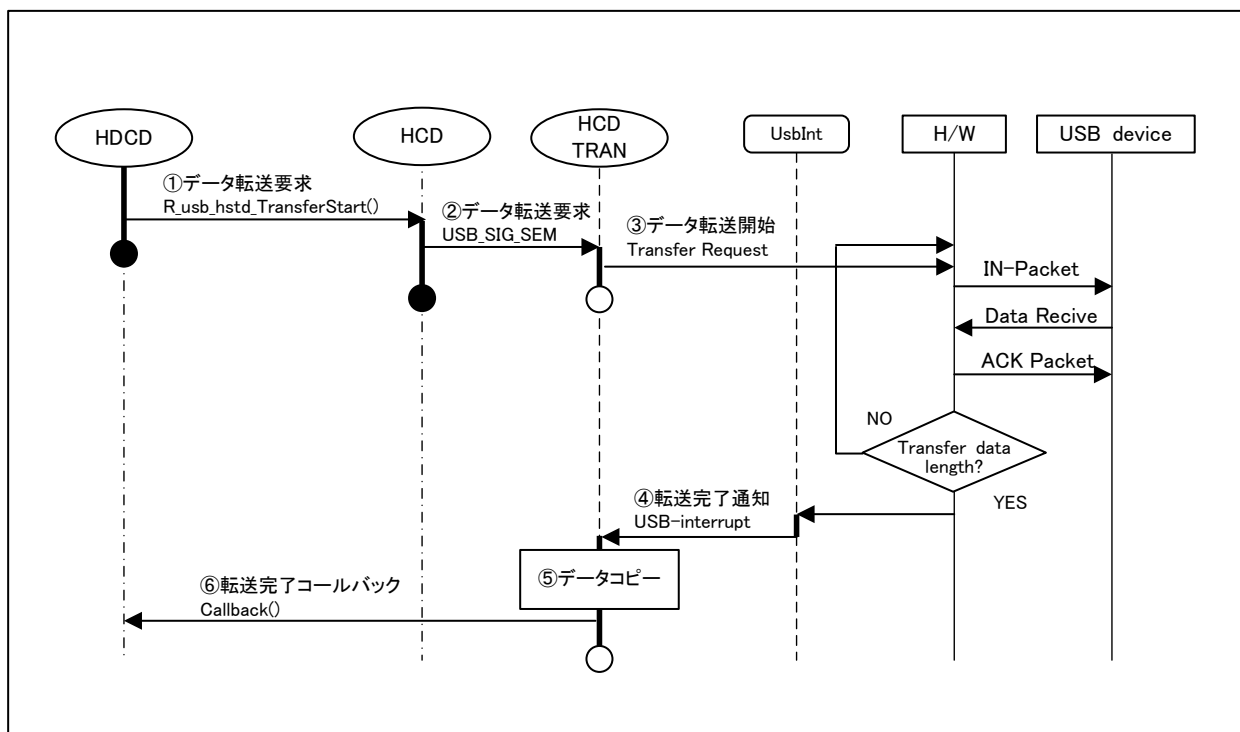 HDCD
HCD
HCD
TRAN
UsbInt
H/W
USB device
①データ転送要求
R_usb_hstd_TransferStart()
②データ転送要求
USB_SIG_SEM
③データ転送開始
Transfer Request
IN-Packet
Data Recive
ACK Packet
NO
Transfer data
length?
YES
④転送完了通知
USB-interrupt
⑤データコピー
⑥転送完了コールバック
Callback()